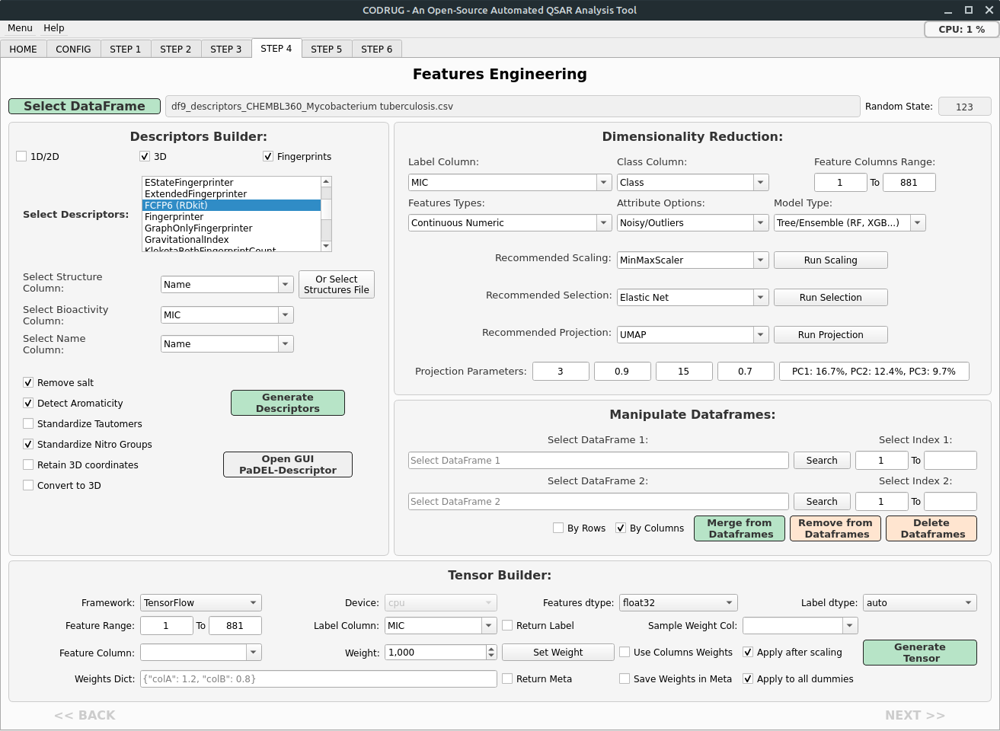 CODRUG - An Open-Source Automated QSAR Analysis Tool
Menu Help
CPU: 1 %
HOME CONFIG STEP 1 STEP 2 STEP 3 STEP 4 STEP 5 STEP 6
Features Engineering
Select DataFrame df9_descriptors_CHEMBL360_Mycobacterium tuberculosis.csv Random State: 123
Descriptors Builder:
1D/2D 3D Fingerprints
Select Descriptors:
EStateFingerprinter
ExtendedFingerprinter
FCFP6 (RDkit)
Fingerprinter
GraphOnlyFingerprinter
GravitationalIndex
KlekotaRothFingerprintCount
Select Structure
Column:
Name
Or Select
Structures File
Select Bioactivity
Column:
MIC
Select Name
Column:
Name
Remove salt
Detect Aromaticity
Standardize Tautomers
Standardize Nitro Groups
Retain 3D coordinates
Convert to 3D
Generate
Descriptors
Open GUI
PaDEL-Descriptor
Dimensionality Reduction:
Label Column: Class Column: Feature Columns Range:
MIC Class 1 To 881
Features Types: Attribute Options: Model Type:
Continuous Numeric Noisy/Outliers Tree/Ensemble (RF, XGB...)
Recommended Scaling: MinMaxScaler Run Scaling
Recommended Selection: Elastic Net Run Selection
Recommended Projection: UMAP Run Projection
Projection Parameters: 3 0.9 15 0.7 PC1: 16.7%, PC2: 12.4%, PC3: 9.7%
Manipulate Dataframes:
Select DataFrame 1: Select Index 1:
Select DataFrame 1 Search 1 To
Select DataFrame 2: Select Index 2:
Select DataFrame 2 Search 1 To
By Rows By Columns
Merge from
Dataframes
Remove from
Dataframes
Delete
Dataframes
Tensor Builder:
Framework: TensorFlow Device: cpu Features dtype: float32 Label dtype: auto
Feature Range: 1 To 881 Label Column: MIC Return Label Sample Weight Col:
Feature Column: Weight: 1,000 Set Weight Use Columns Weights Apply after scaling
Generate
Tensor
Weights Dict: {"colA": 1.2, "colB": 0.8} Return Meta Save Weights in Meta Apply to all dummies
<< BACK NEXT >>